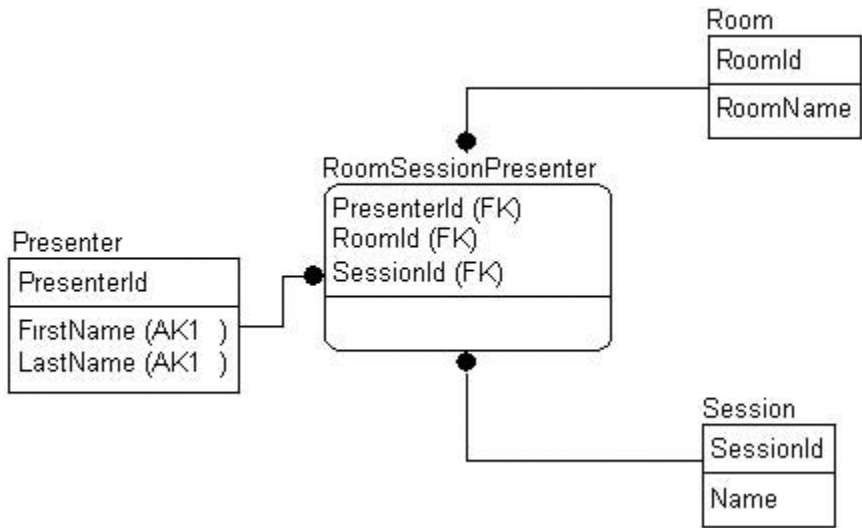 Room
RoomId
RoomName
RoomSessionPresenter
PresenterId (FK)
RoomId (FK)
SessionId (FK)
Presenter
PresenterId
FirstName (AK1  )
LastName (AK1  )
Session
SessionId
Name